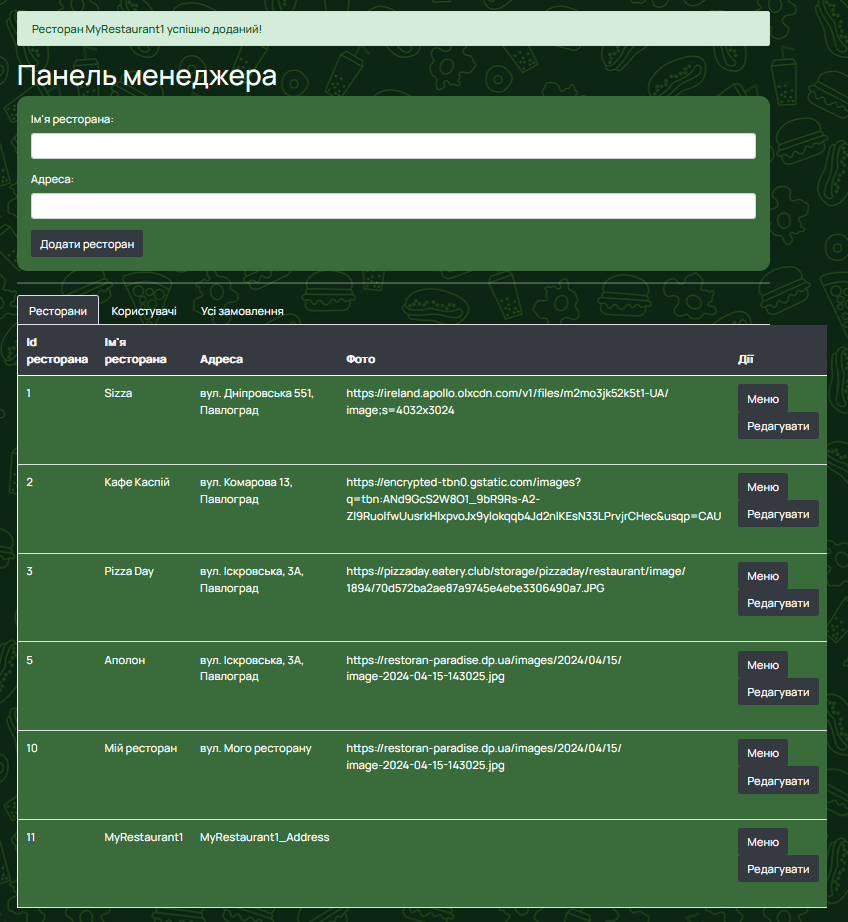 Ресторан MyRestaurant1 успішно доданий!
Панель менеджера
Ім'я ресторана:
Адреса:
Додати ресторан
Ресторани Користувачі Усі замовлення
Id ресторана Ім'я ресторана Адреса Фото Дії
1 Sizza вул. Дніпровська 551, https://ireland.apollo.olxcdn.com/v1/files/m2mo3jk52k5t1-UA/ Меню
Павлоград image;s=4032x3024
Редагувати
2 Кафе Каспій вул. Комарова 13, https://encrypted-tbn0.gstatic.com/images? Меню
Павлоград q=tbn:ANd9GcS2W8O1_9bR9Rs-A2-
ZI9RuolfwUusrkHlxpvoJx9ylokqqb4Jd2nlKEsN33LPrvjrCHec&usqp=CAU Редагувати
3 Pizza Day вул. Іскровська, 3А, https://pizzaday.eatery.club/storage/pizzaday/restaurant/image/ Меню
Павлоград 1894/70d572ba2ae87a9745e4ebe3306490a7.JPG
Редагувати
5 Аполон вул. Іскровська, 3А, https://restoran-paradise.dp.ua/images/2024/04/15/ Меню
Павлоград image-2024-04-15-143025.jpg
Редагувати
10 Мій ресторан вул. Мого ресторану https://restoran-paradise.dp.ua/images/2024/04/15/ Меню
image-2024-04-15-143025.jpg
Редагувати
11 MyRestaurant1 MyRestaurant1_Address Меню
Редагувати